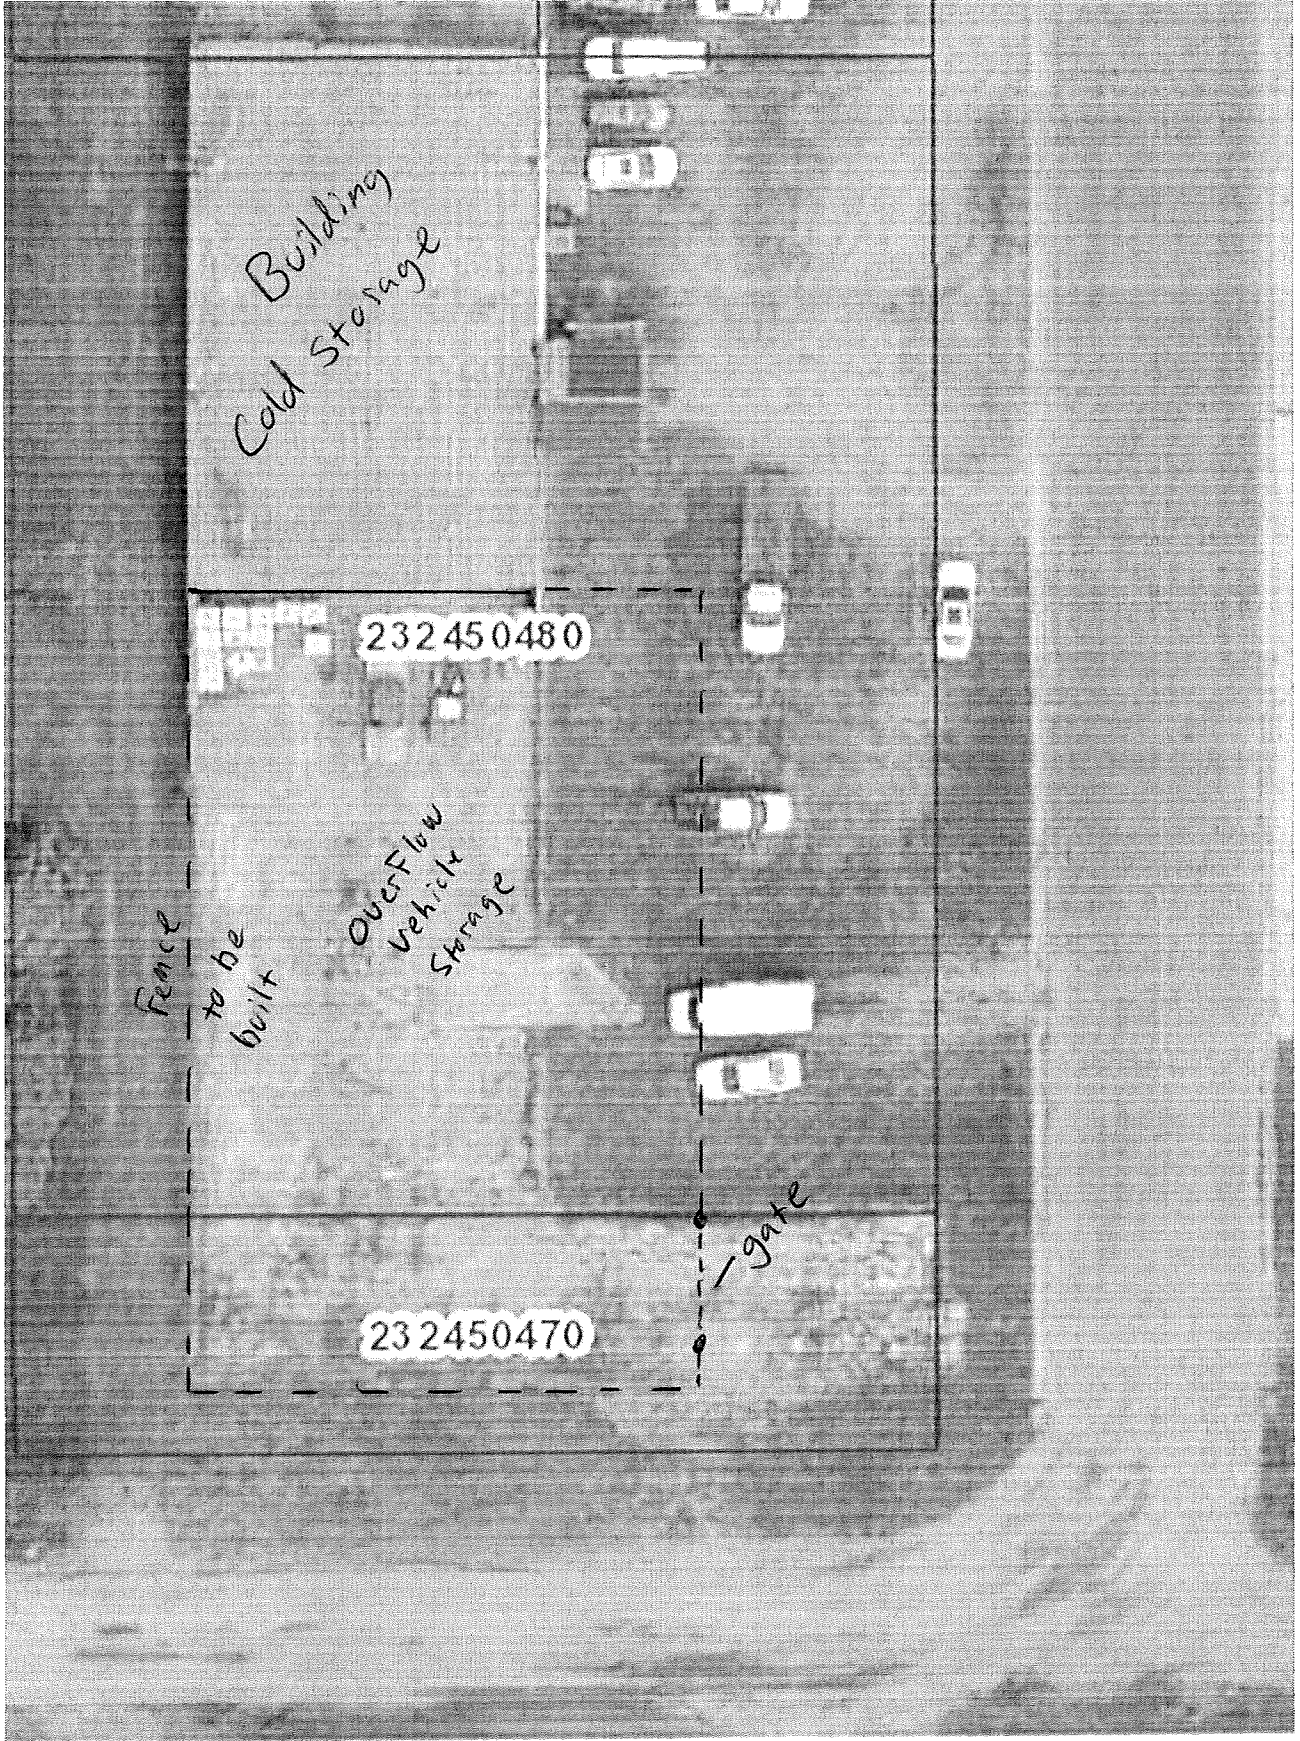 Building
Cold Storage
232450480
Overflow
Vehicle
Storage
Fence
to be
built
gate
232450470